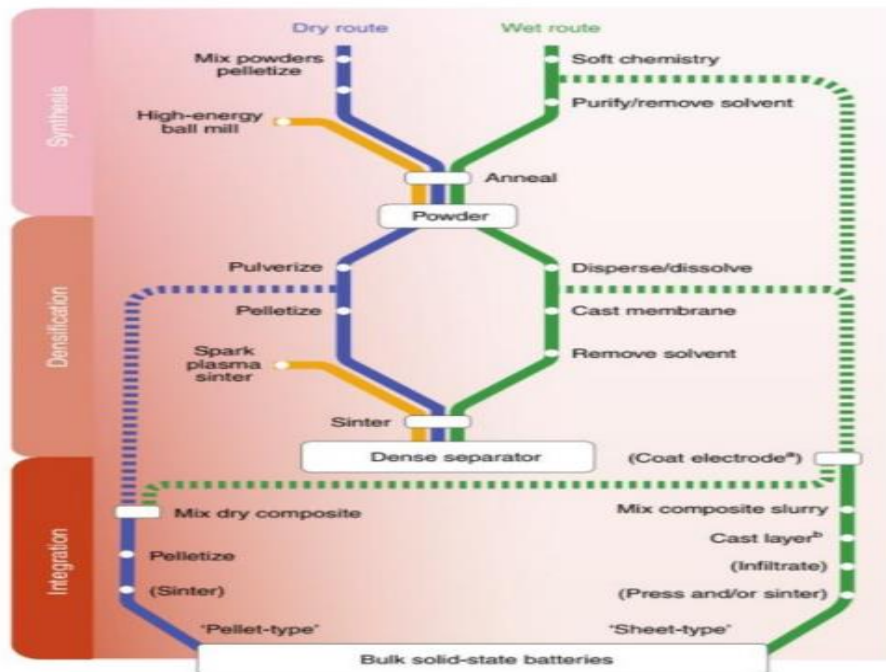 Dry route
Wet route
Mix powders
pelletize
Soft chemistry
High-energy
ball mill
Purify/remove solvent
Anneal
Powder
Synthesis
Pulverize
Disperse/dissolve
Pelletize
Cast membrane
Spark
plasma
sinter
Remove solvent
Sinter
Dense separator
Densification
(Coat electrodeᵃ)
Mix dry composite
Mix composite slurry
Pelletize
Cast layerᵇ
(Infiltrate)
(Sinter)
(Press and/or sinter)
"Pellet-type"
"Sheet-type"
Integration
Bulk solid-state batteries